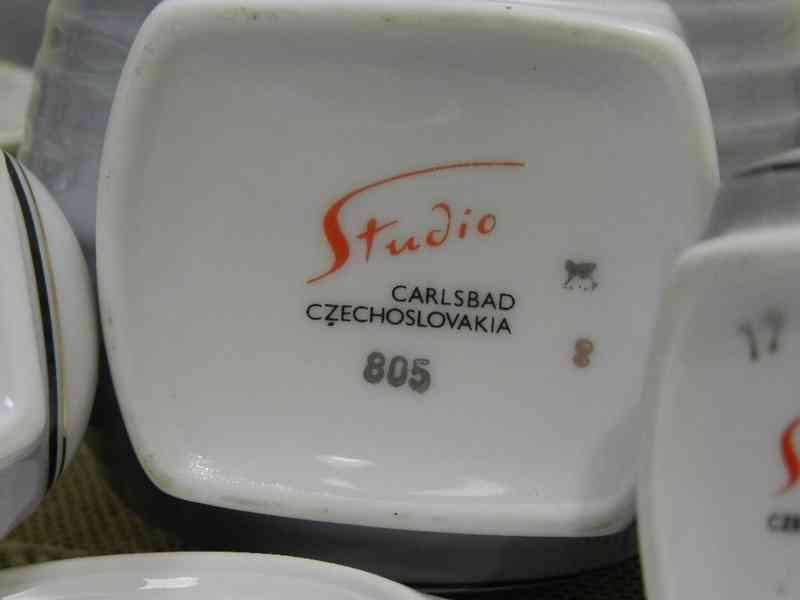 Studio
CARLSBAD
CZECHOSLOVAKIA
805
8
17